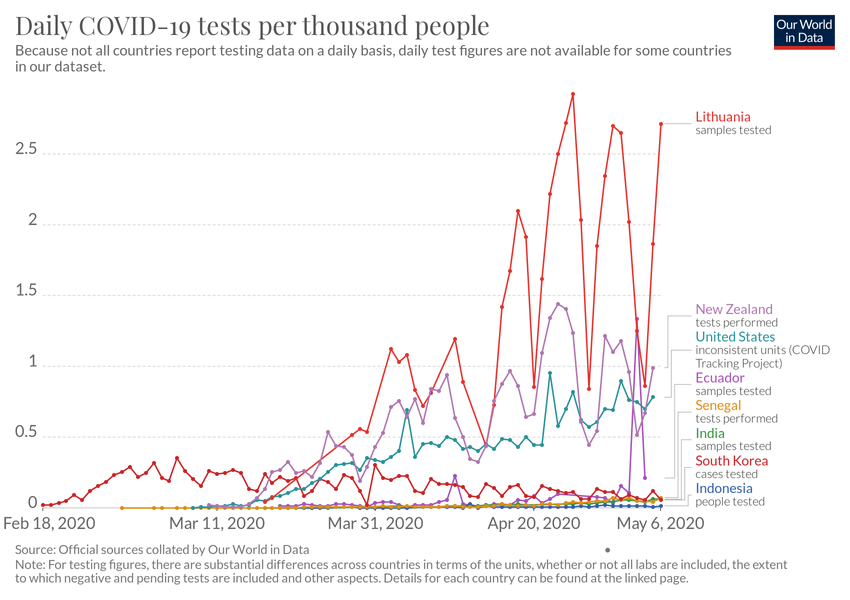 Daily COVID-19 tests per thousand people
Our World
in Data
Because not all countries report testing data on a daily basis, daily test figures are not available for some countries
in our dataset.
Lithuania
samples tested
2.5
2
1.5
1
0.5
0
New Zealand
tests performed
United States
inconsistent units (COVID
Tracking Project)
Ecuador
samples tested
Senegal
tests performed
India
samples tested
South Korea
cases tested
Indonesia
people tested
Feb 18, 2020
Mar 11, 2020
Mar 31, 2020
Apr 20, 2020
May 6, 2020
Source: Official sources collated by Our World in Data
Note: For testing figures, there are substantial differences across countries in terms of the units, whether or not all labs are included, the extent
to which negative and pending tests are included and other aspects. Details for each country can be found at the linked page.